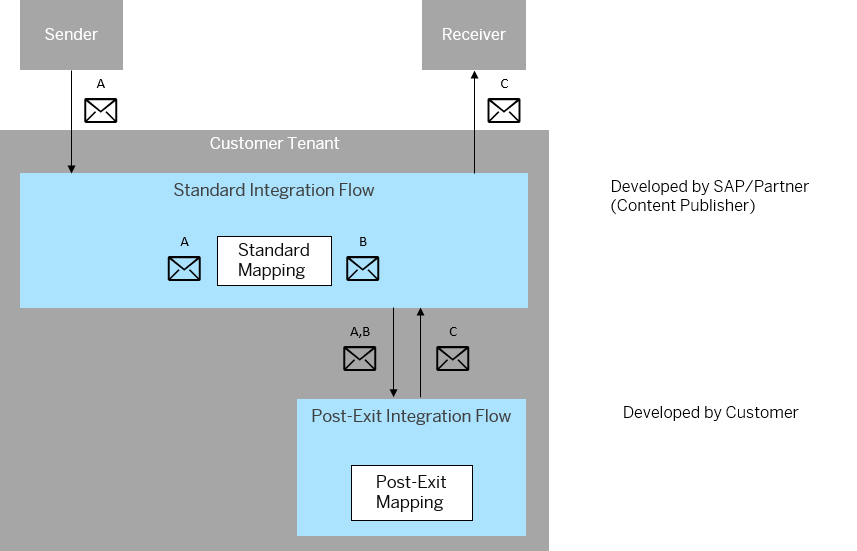 Sender
Receiver
A
C
Customer Tenant
Standard Integration Flow
Developed by SAP/Partner
(Content Publisher)
A
Standard
Mapping
B
A,B
C
Post-Exit Integration Flow
Developed by Customer
Post-Exit
Mapping